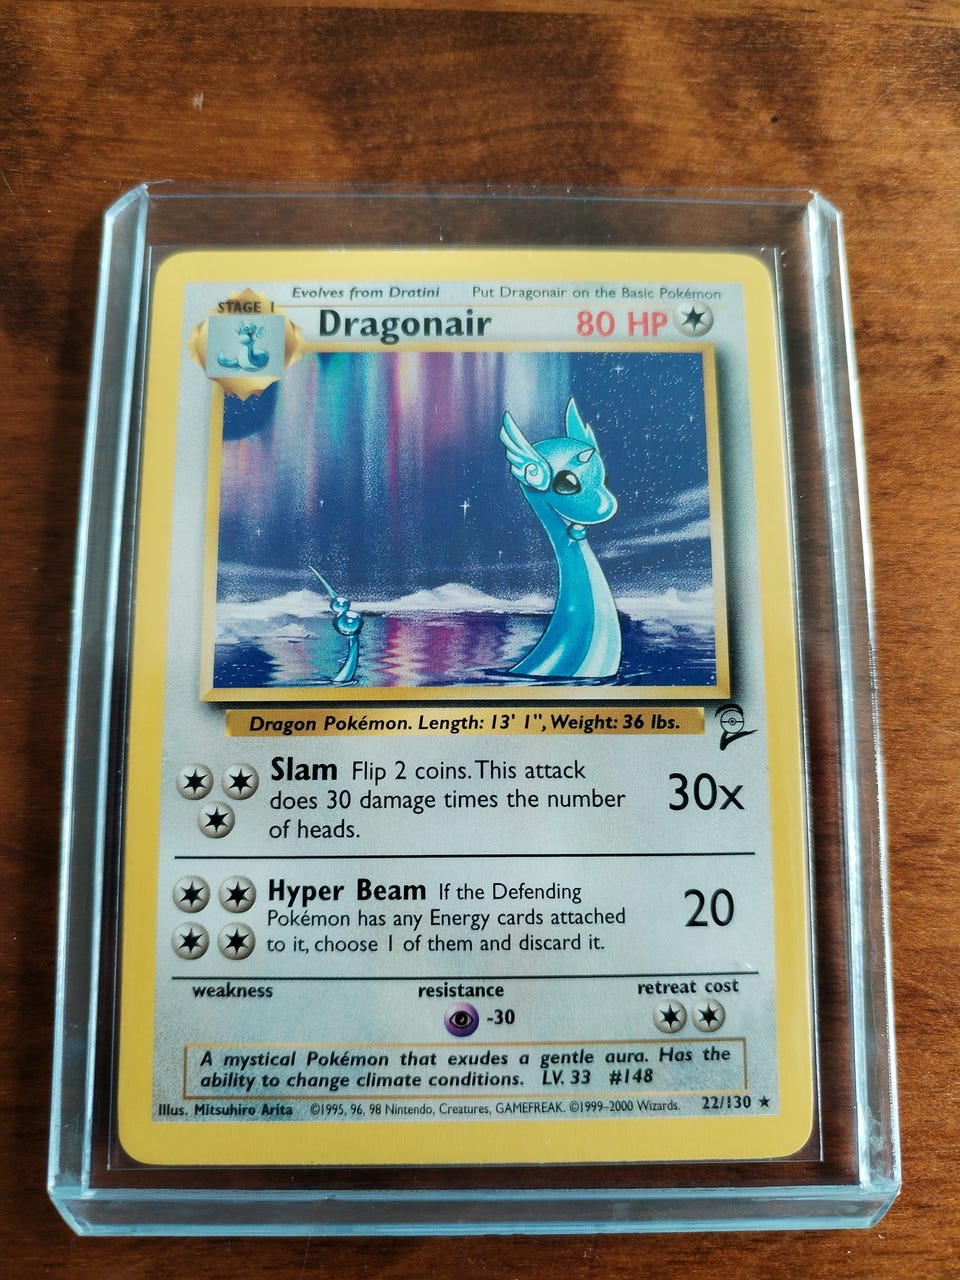 Evolves from Dratini Put Dragonair on the Basic Pokémon
STAGE 1
Dragonair 80 HP
Dragon Pokémon. Length: 13' 1", Weight: 36 lbs.
Slam Flip 2 coins. This attack
does 30 damage times the number
of heads.
30x
Hyper Beam If the Defending
Pokémon has any Energy cards attached
to it, choose 1 of them and discard it.
20
weakness resistance retreat cost
-30
A mystical Pokémon that exudes a gentle aura. Has the
ability to change climate conditions. LV. 33 #148
Illus. Mitsuhiro Arita ©1995, 96, 98 Nintendo, Creatures, GAMEFREAK. ©1999–2000 Wizards. 22/130 ★